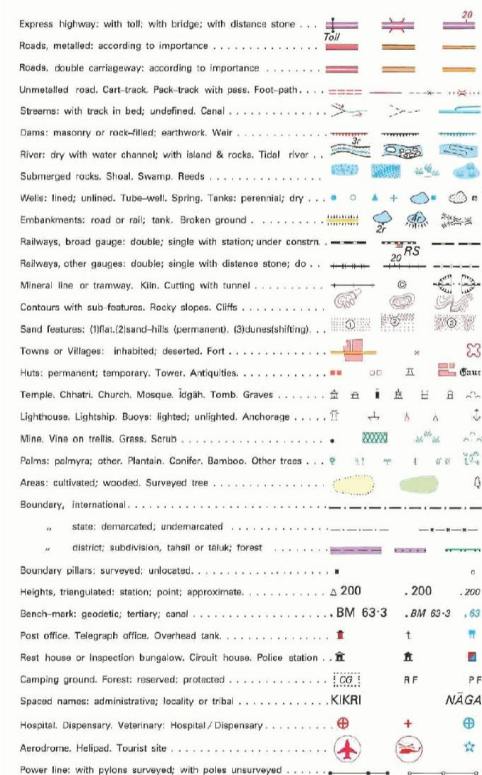 Express highway: with toll; with bridge; with distance stone . . . Toll 20
Roads, metalled: according to importance
Roads, double carriageway: according to importance
Unmetalled road. Cart-track. Pack-track with pass. Foot-path
Streams: with track in bed; undefined. Canal
Dams: masonry or rock-filled; earthwork. Weir
River: dry with water channel; with island & rocks. Tidal river 3r
Submerged rocks. Shoal. Swamp. Reeds
Wells: lined; unlined. Tube-well. Spring. Tanks: perennial; dry
Embankments: road or rail; tank. Broken ground 2r
Railways, broad gauge: double; single with station; under constrn. RS
Railways, other gauges: double; single with distance stone; do 20
Mineral line or tramway. Kiln. Cutting with tunnel
Contours with sub-features. Rocky slopes. Cliffs
Sand features: (1)flat.(2)sand-hills (permanent). (3)dunes(shifting). 1 2 3
Towns or Villages: inhabited; deserted. Fort
Huts: permanent; temporary. Tower. Antiquities.
Temple. Chhatri. Church. Mosque. Īdgāh. Tomb. Graves
Lighthouse. Lightship. Buoys: lighted; unlighted. Anchorage
Mine. Vine on trellis. Grass. Scrub
Palms: palmyra; other. Plantain. Conifer. Bamboo. Other trees
Areas: cultivated; wooded. Surveyed tree
Boundary, international
„ state: demarcated; undemarcated
„ district; subdivision, tahsil or taluk; forest
Boundary pillars: surveyed; unlocated.
Heights, triangulated: station; point; approximate. 200 .200 .200
Bench-mark: geodetic; tertiary; canal .BM 63·3 .BM 63·3 .63
Post office. Telegraph office. Overhead tank.
Rest house or Inspection bungalow. Circuit house. Police station
Camping ground. Forest: reserved; protected CG RF PF
Spaced names: administrative; locality or tribal KIKRI NĀGA
Hospital. Dispensary. Veterinary: Hospital / Dispensary.
Aerodrome. Helipad. Tourist site
Power line: with pylons surveyed; with poles unsurveyed